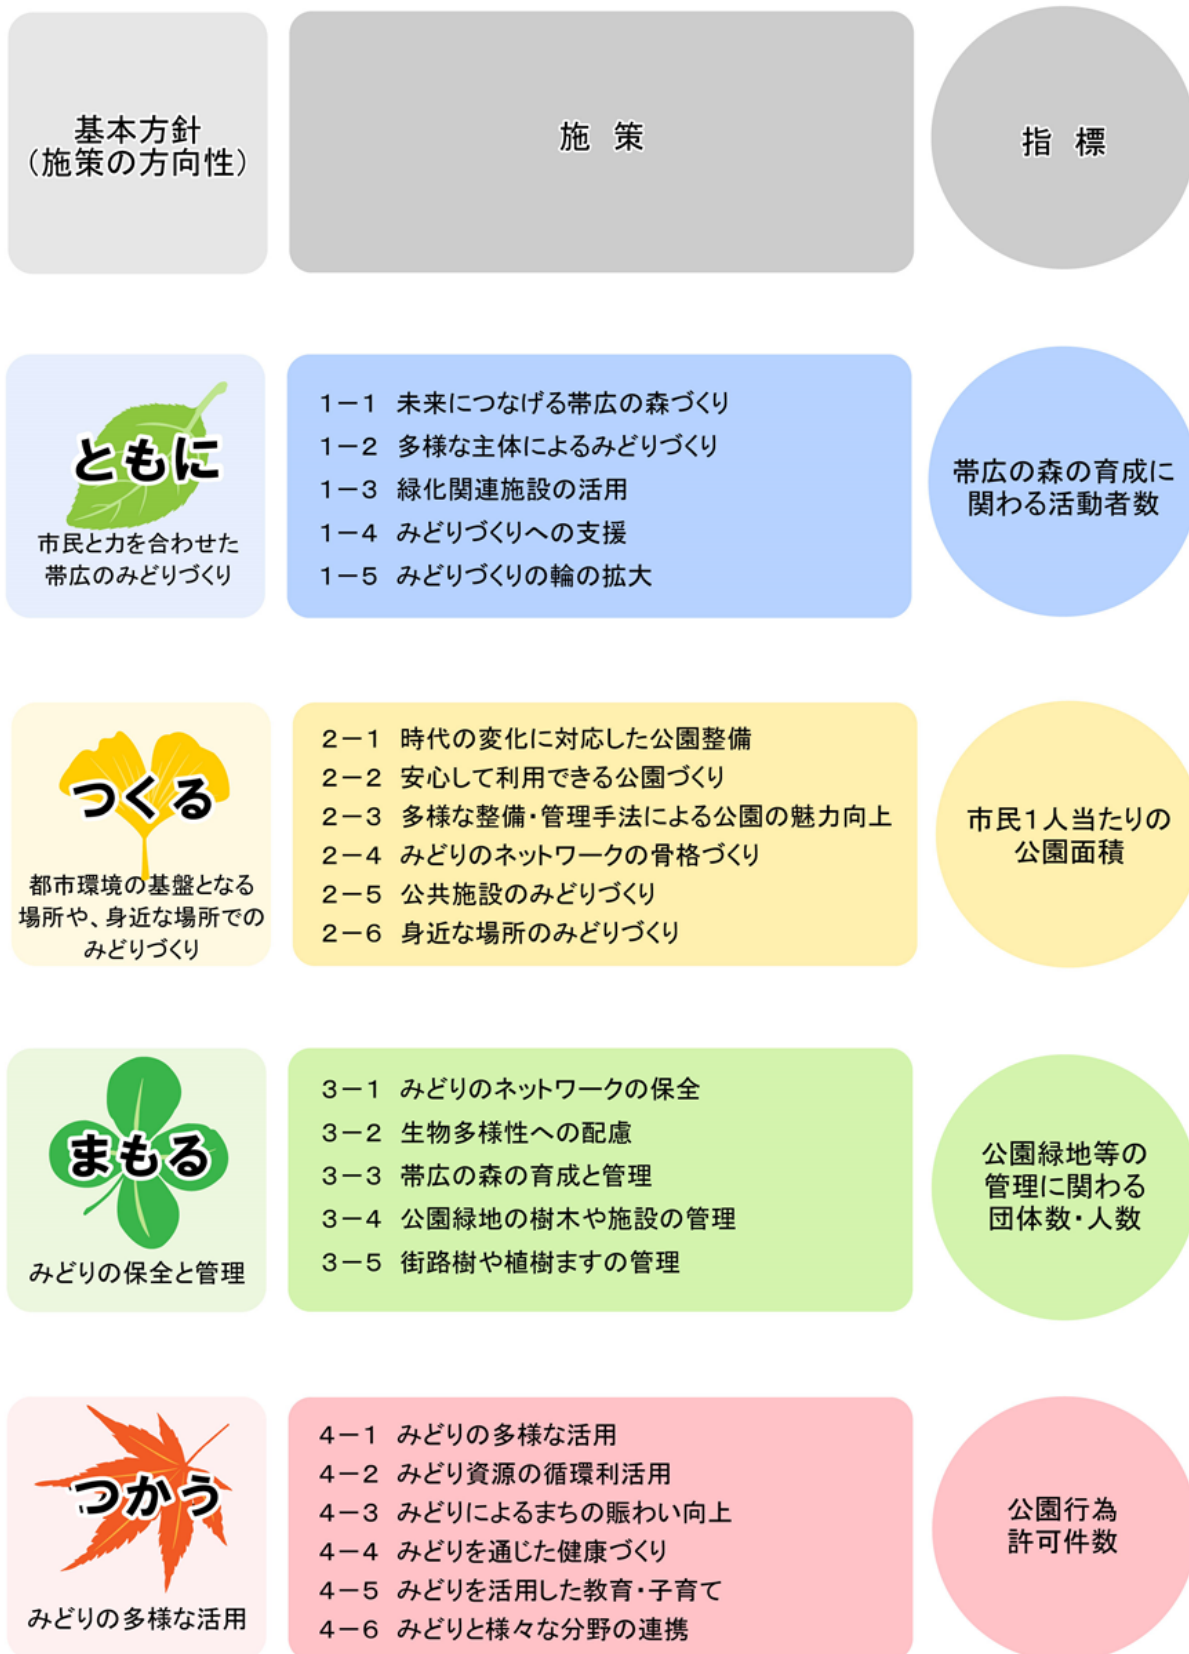 基本方針
（施策の方向性）
施 策
指 標
ともに
市民と力を合わせた
帯広のみどりづくり
1－1 未来につなげる帯広の森づくり
1－2 多様な主体によるみどりづくり
1－3 緑化関連施設の活用
1－4 みどりづくりへの支援
1－5 みどりづくりの輪の拡大
帯広の森の育成に
関わる活動者数
つくる
都市環境の基盤となる
場所や、身近な場所での
みどりづくり
2－1 時代の変化に対応した公園整備
2－2 安心して利用できる公園づくり
2－3 多様な整備・管理手法による公園の魅力向上
2－4 みどりのネットワークの骨格づくり
2－5 公共施設のみどりづくり
2－6 身近な場所のみどりづくり
市民1人当たりの
公園面積
まもる
みどりの保全と管理
3－1 みどりのネットワークの保全
3－2 生物多様性への配慮
3－3 帯広の森の育成と管理
3－4 公園緑地の樹木や施設の管理
3－5 街路樹や植樹ますの管理
公園緑地等の
管理に関わる
団体数・人数
つかう
みどりの多様な活用
4－1 みどりの多様な活用
4－2 みどり資源の循環利活用
4－3 みどりによるまちの賑わい向上
4－4 みどりを通じた健康づくり
4－5 みどりを活用した教育・子育て
4－6 みどりと様々な分野の連携
公園行為
許可件数